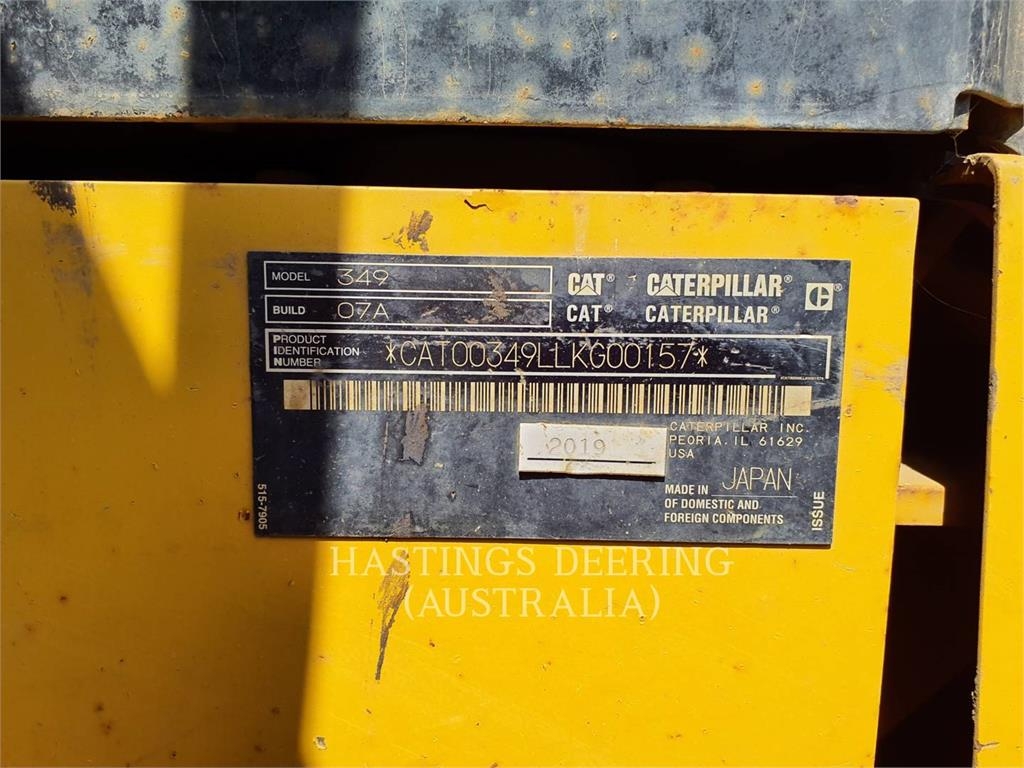 MODEL 349
BUILD 07A
CAT® CATERPILLAR® C®
CAT® CATERPILLAR®
PRODUCT
IDENTIFICATION
NUMBER
*CAT00349LLKG00157*
CATERPILLAR INC.
PEORIA. IL 61629
USA
2019
MADE IN JAPAN
OF DOMESTIC AND
FOREIGN COMPONENTS
515-7905
ISSUE
HASTINGS DEERING
(AUSTRALIA)